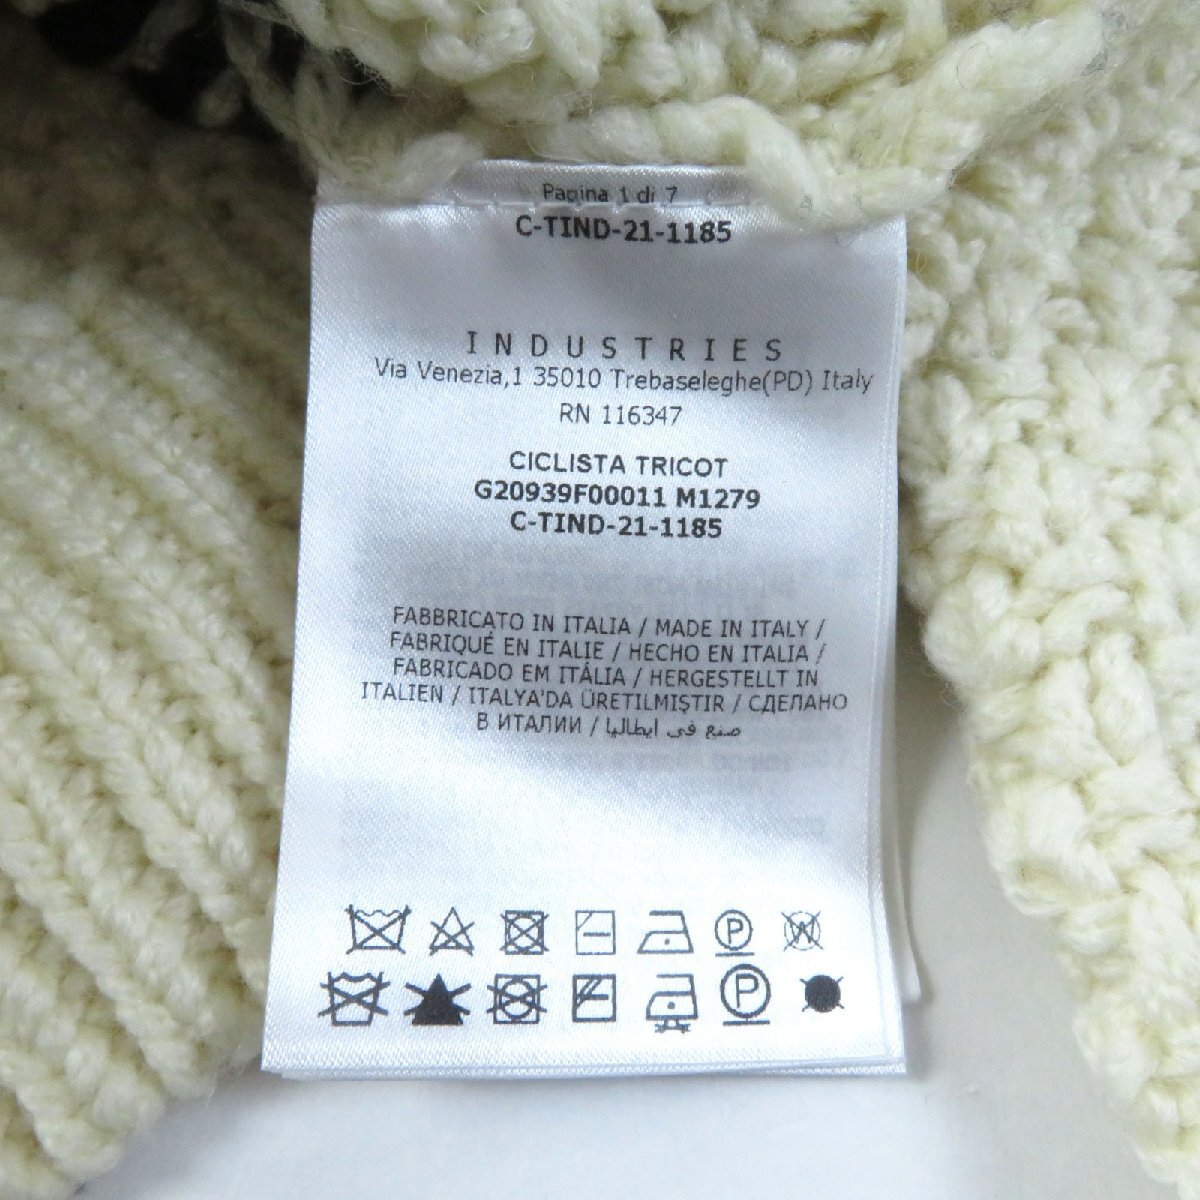 Pagina 1 di 7
C-TIND-21-1185
INDUSTRIES
Via Venezia,1 35010 Trebaseleghe(PD) Italy
RN 116347
CICLISTA TRICOT
G20939F00011 M1279
C-TIND-21-1185
FABBRICATO IN ITALIA / MADE IN ITALY /
FABRIQUÉ EN ITALIE / HECHO EN ITALIA /
FABRICADO EM ITÁLIA / HERGESTELLT IN
ITALIEN / ITALYA'DA ÜRETILMIŞTIR / СДЕЛАНО
В ИТАЛИИ / صنع في ايطاليا
P
W
P